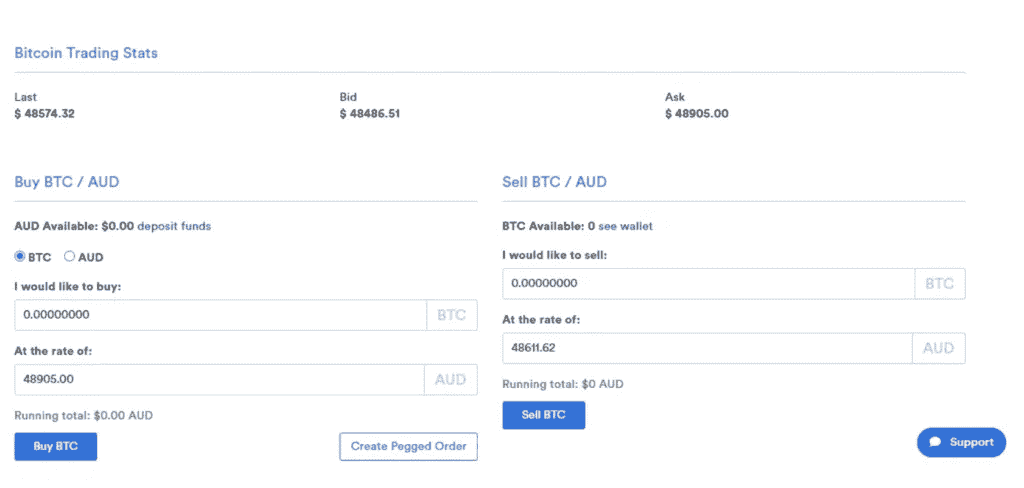 Bitcoin Trading Stats
Last
$ 48574.32
Bid
$ 48486.51
Ask
$ 48905.00
Buy BTC / AUD
AUD Available: $0.00 deposit funds
BTC AUD
I would like to buy:
0.00000000 BTC
At the rate of:
48905.00 AUD
Running total: $0.00 AUD
Buy BTC
Create Pegged Order
Sell BTC / AUD
BTC Available: 0 see wallet
I would like to sell:
0.00000000 BTC
At the rate of:
48611.62 AUD
Running total: $0 AUD
Sell BTC
Support